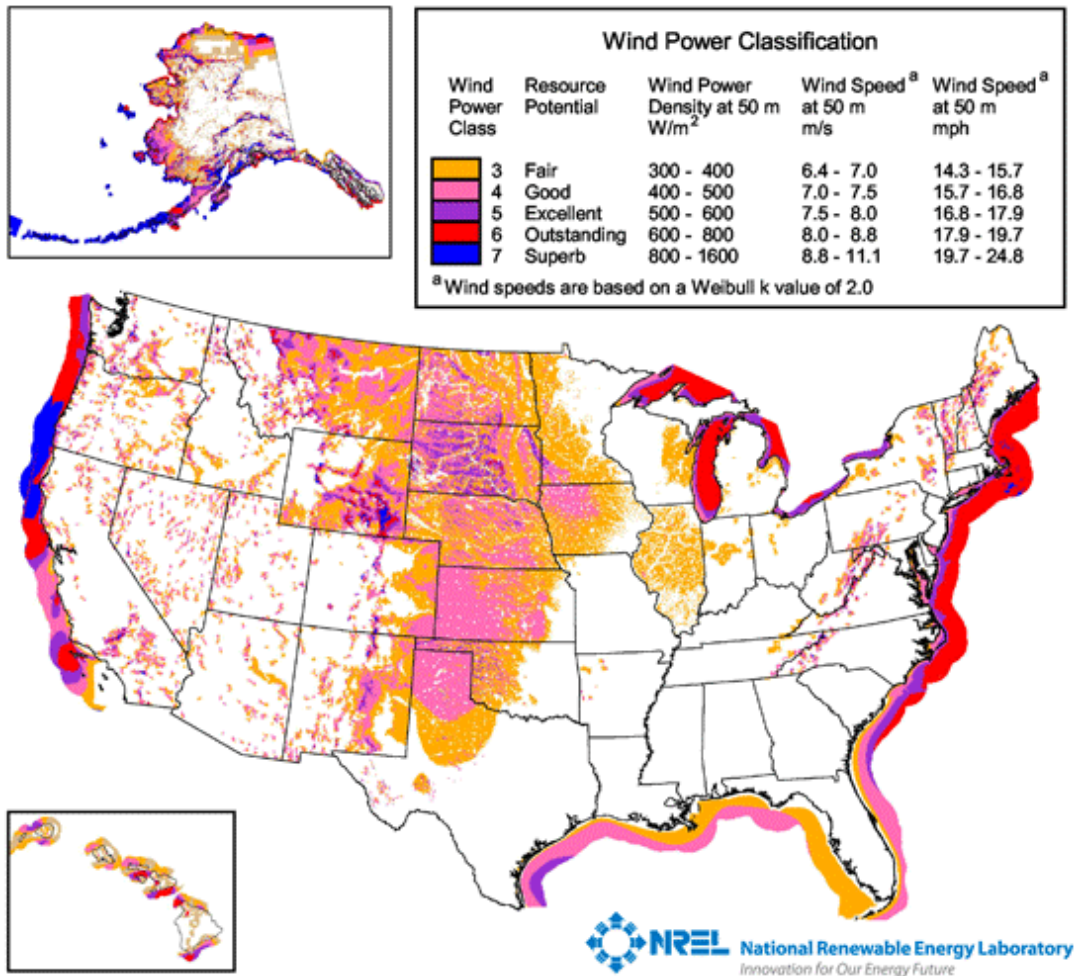 Wind Power Classification
Wind Power Class Resource Potential Wind Power Density at 50 m W/m² Wind Speed ᵃ at 50 m m/s Wind Speed ᵃ at 50 m mph
3 Fair 300 - 400 6.4 - 7.0 14.3 - 15.7
4 Good 400 - 500 7.0 - 7.5 15.7 - 16.8
5 Excellent 500 - 600 7.5 - 8.0 16.8 - 17.9
6 Outstanding 600 - 800 8.0 - 8.8 17.9 - 19.7
7 Superb 800 - 1600 8.8 - 11.1 19.7 - 24.8
ᵃ Wind speeds are based on a Weibull k value of 2.0
NREL National Renewable Energy Laboratory
Innovation for Our Energy Future